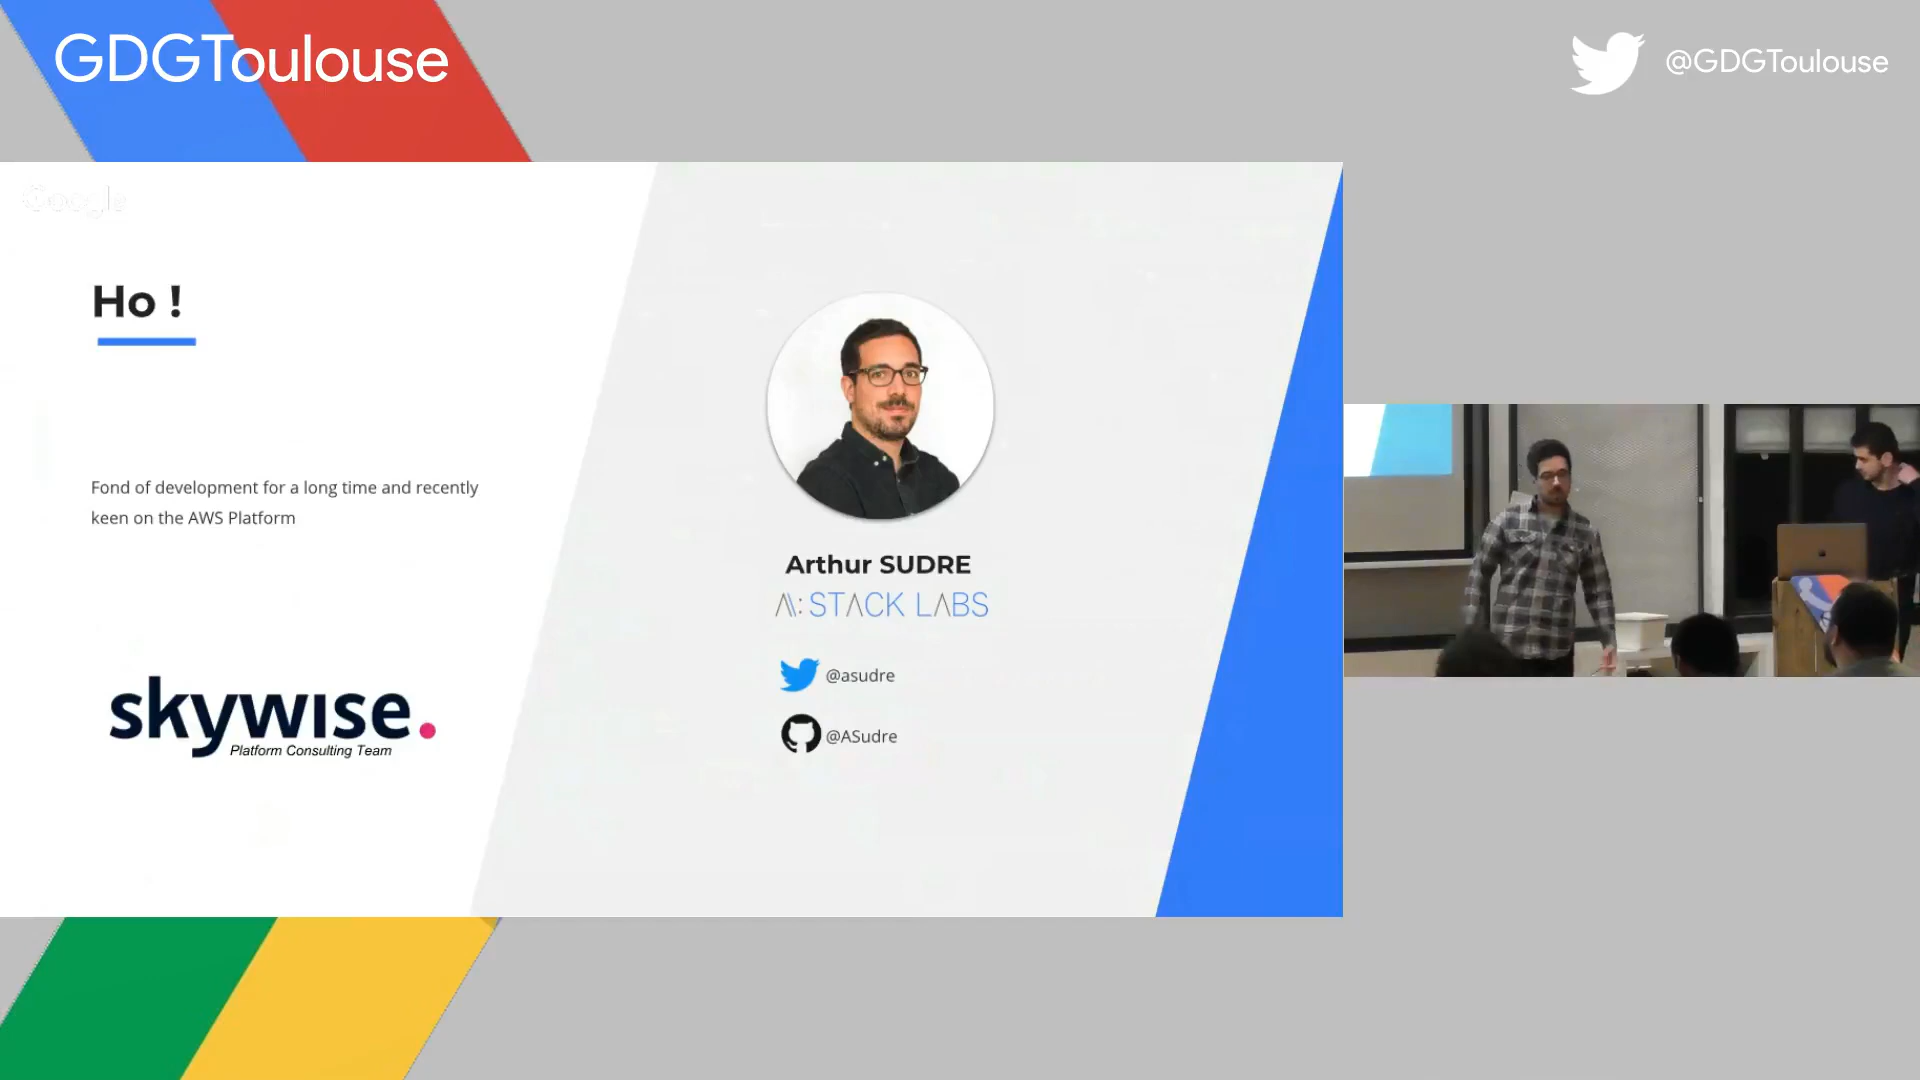 GDGToulouse
@GDGToulouse
Google
Ho !
Fond of development for a long time and recently
keen on the AWS Platform
skywise.
Platform Consulting Team
Arthur SUDRE
STACK LABS
@asudre
@ASudre